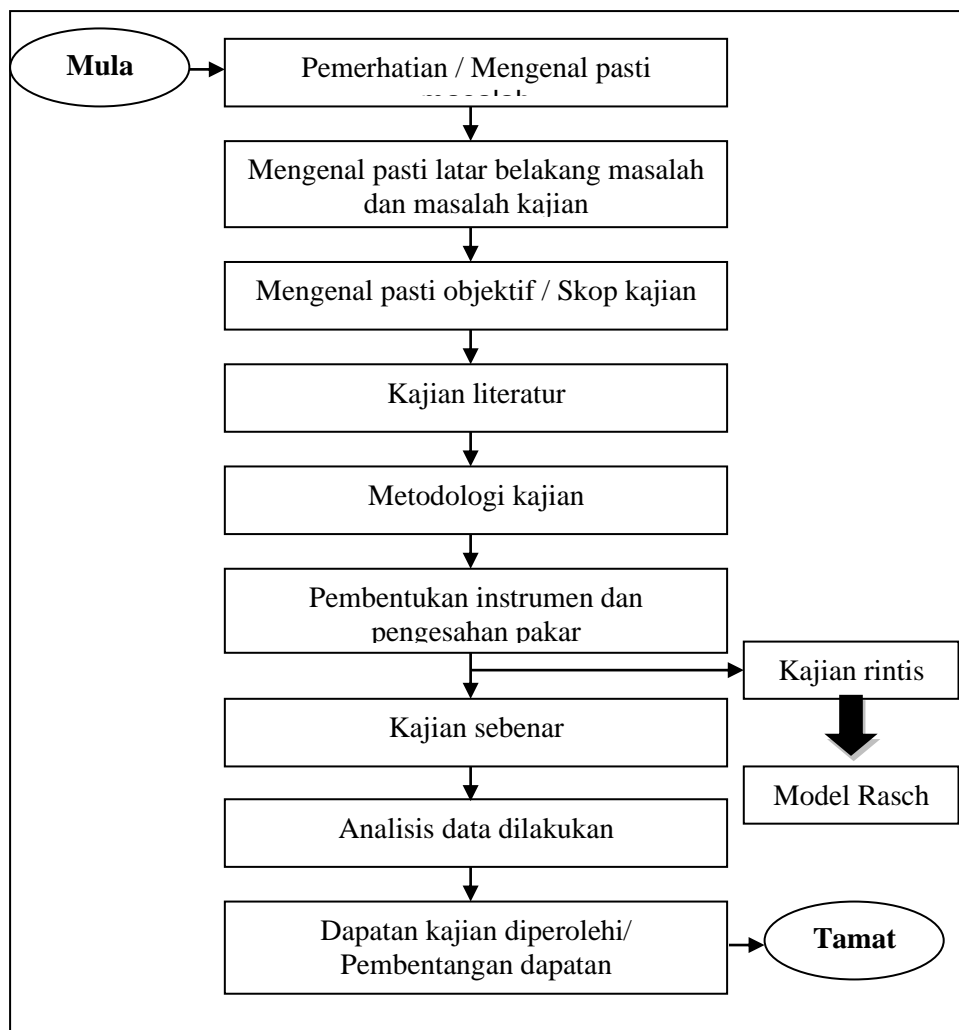 Mula
Pemerhatian / Mengenal pasti
Mengenal pasti latar belakang masalah
dan masalah kajian
Mengenal pasti objektif / Skop kajian
Kajian literatur
Metodologi kajian
Pembentukan instrumen dan
pengesahan pakar
Kajian rintis
Model Rasch
Kajian sebenar
Analisis data dilakukan
Dapatan kajian diperolehi/
Pembentangan dapatan
Tamat